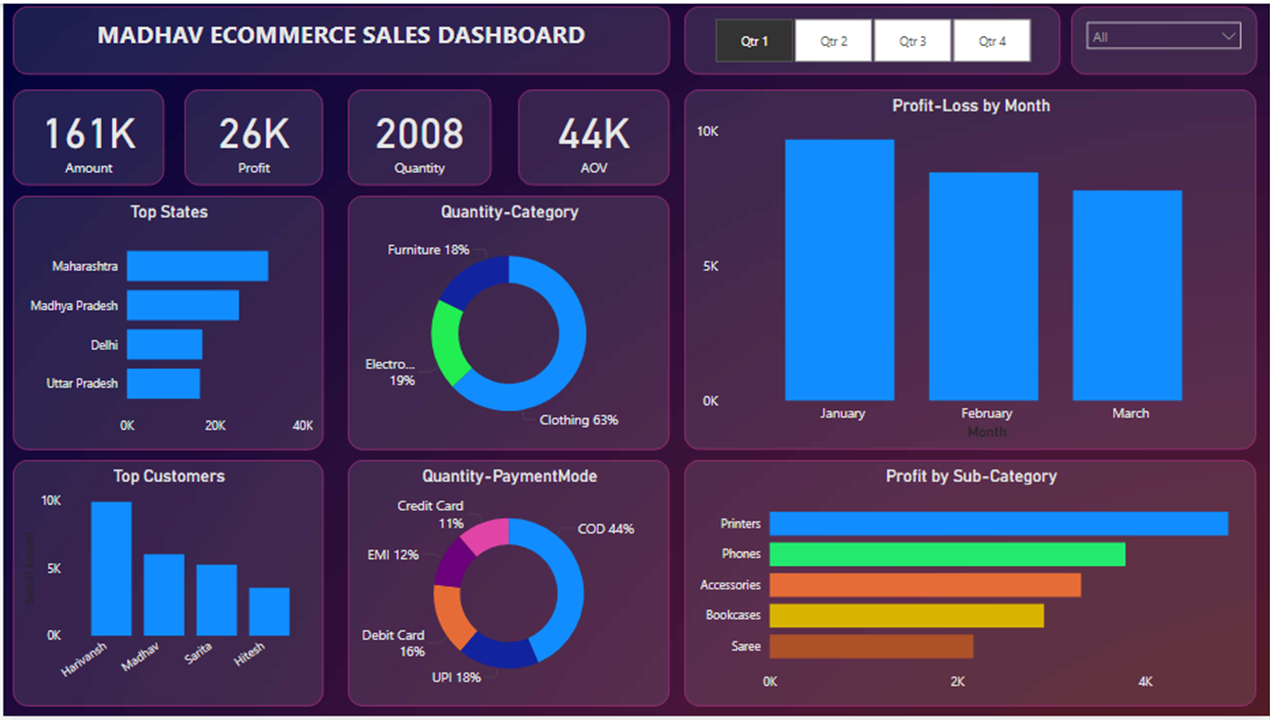 MADHAV ECOMMERCE SALES DASHBOARD
Qtr 1
Qtr 2
Qtr 3
Qtr 4
All
161K
Amount
26K
Profit
2008
Quantity
44K
AOV
Profit-Loss by Month
10K
5K
0K
January
February
March
Month
Top States
Maharashtra
Madhya Pradesh
Delhi
Uttar Pradesh
0K
20K
40K
Quantity-Category
Furniture 18%
Electro...
19%
Clothing 63%
Top Customers
10K
5K
0K
Harivansh
Madhav
Sarita
Hitesh
Quantity-PaymentMode
Credit Card
11%
COD 44%
EMI 12%
Debit Card
16%
UPI 18%
Profit by Sub-Category
Printers
Phones
Accessories
Bookcases
Saree
0K
2K
4K